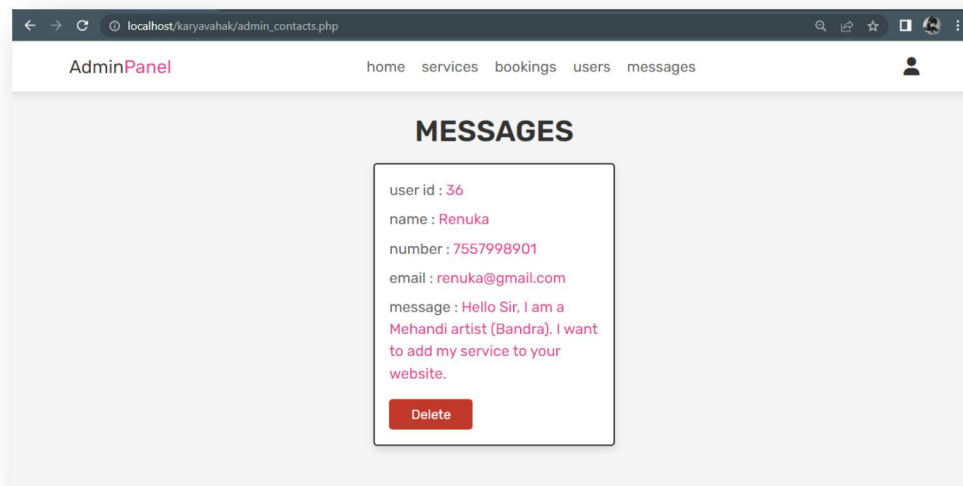 localhost/karyavahak/admin_contacts.php
AdminPanel home services bookings users messages
MESSAGES
user id : 36
name : Renuka
number : 7557998901
email : renuka@gmail.com
message : Hello Sir, I am a
Mehandi artist (Bandra). I want
to add my service to your
website.
Delete